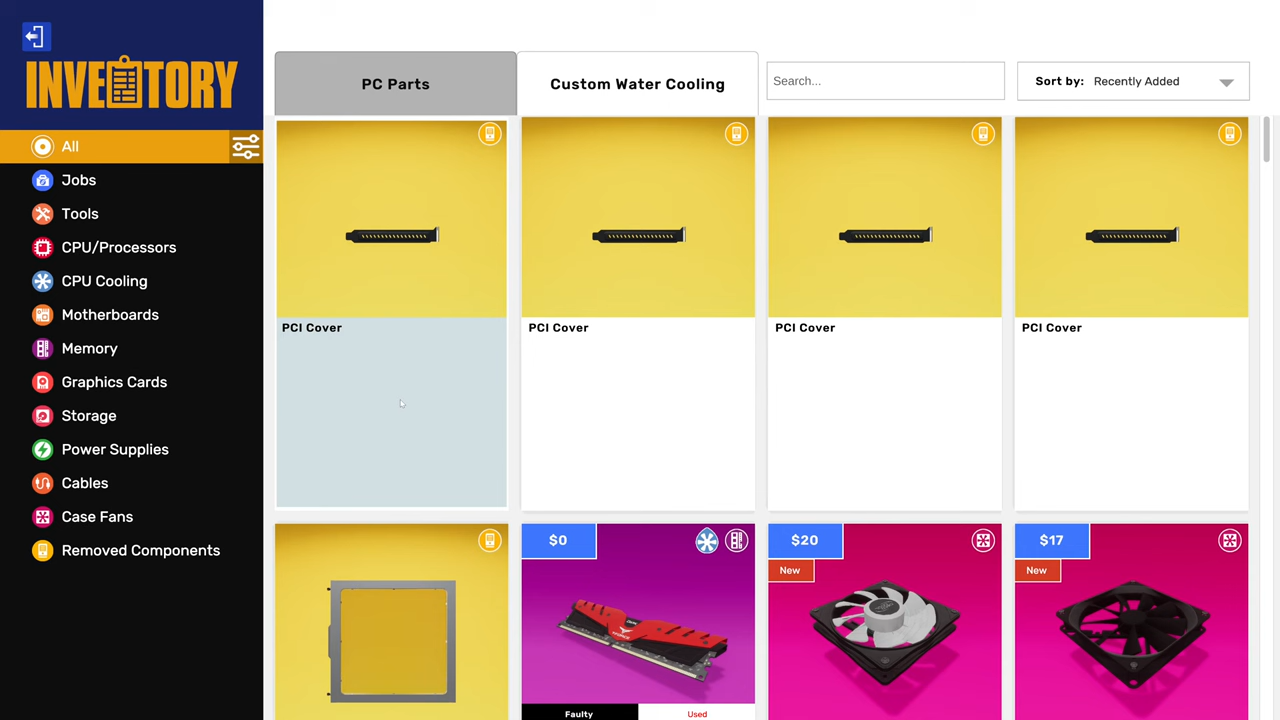 INVENTORY
All
Jobs
Tools
CPU/Processors
CPU Cooling
Motherboards
Memory
Graphics Cards
Storage
Power Supplies
Cables
Case Fans
Removed Components
PC Parts
Custom Water Cooling
Search...
Sort by: Recently Added
PCI Cover
PCI Cover
PCI Cover
PCI Cover
$0
Faulty
Used
$20
New
$17
New